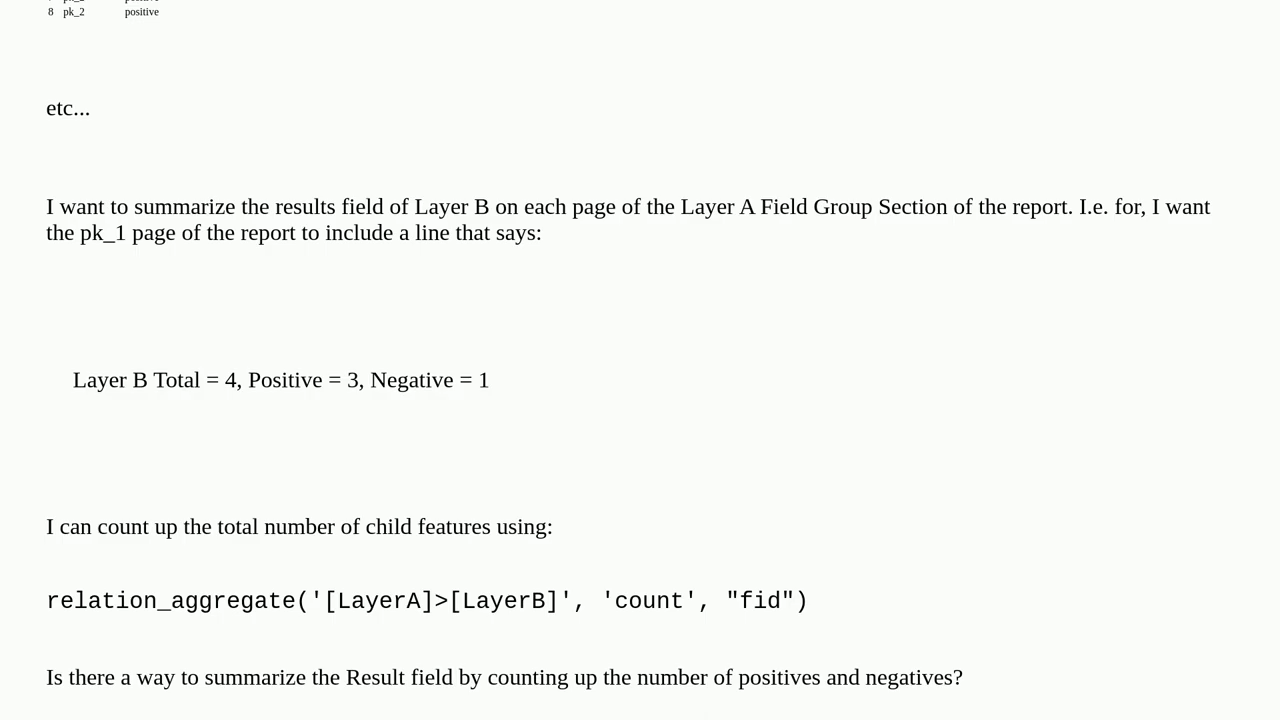 8 pk_2 positive
etc...
I want to summarize the results field of Layer B on each page of the Layer A Field Group Section of the report. I.e. for, I want
the pk_1 page of the report to include a line that says:
Layer B Total = 4, Positive = 3, Negative = 1
I can count up the total number of child features using:
relation_aggregate('[LayerA]>[LayerB]', 'count', "fid")
Is there a way to summarize the Result field by counting up the number of positives and negatives?